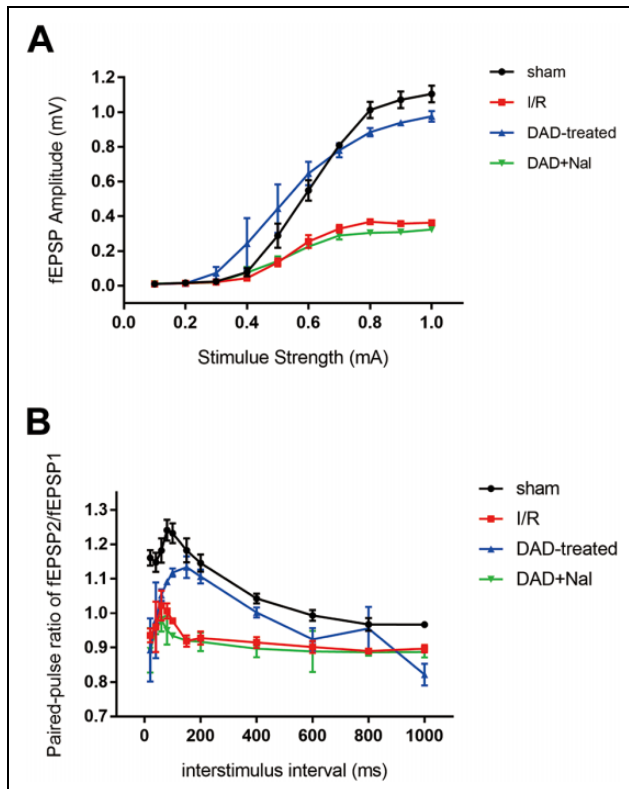 A
fEPSP Amplitude (mV)
1.2
1.0
0.8
0.6
0.4
0.2
0.0
0.0 0.2 0.4 0.6 0.8 1.0
Stimulue Strength (mA)
sham
I/R
DAD-treated
DAD+Nal
B
Paired-pulse ratio of fEPSP2/fEPSP1
1.3
1.2
1.1
1.0
0.9
0.8
0.7
0 200 400 600 800 1000
interstimulus interval (ms)
sham
I/R
DAD-treated
DAD+Nal